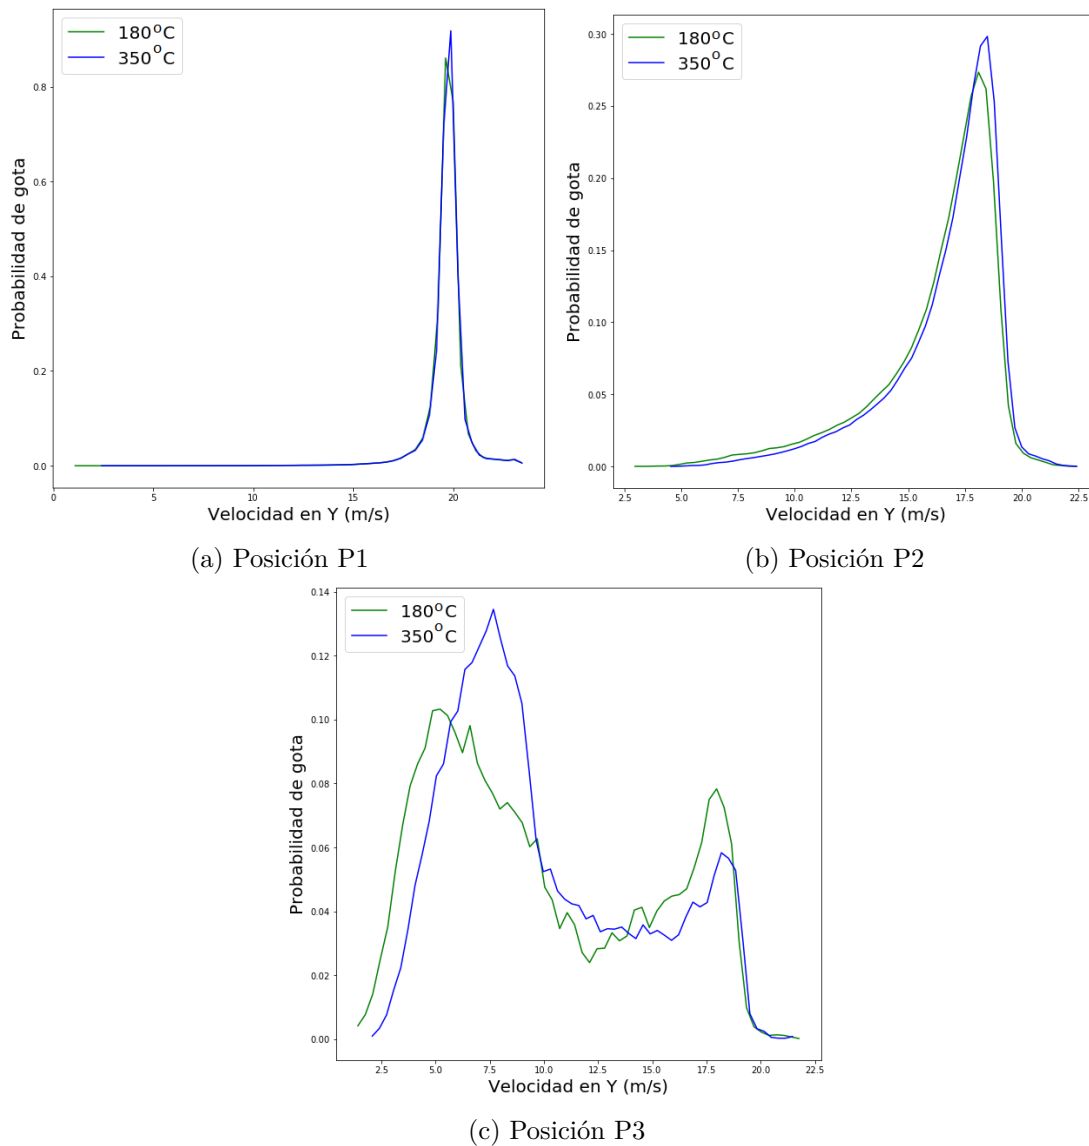 180°C
350°C
Probabilidad de gota
0.8
0.6
0.4
0.2
0.0
0 5 10 15 20
Velocidad en Y (m/s)
(a) Posición P1
180°C
350°C
Probabilidad de gota
0.30
0.25
0.20
0.15
0.10
0.05
0.00
2.5 5.0 7.5 10.0 12.5 15.0 17.5 20.0 22.5
Velocidad en Y (m/s)
(b) Posición P2
180°C
350°C
Probabilidad de gota
0.14
0.12
0.10
0.08
0.06
0.04
0.02
0.00
2.5 5.0 7.5 10.0 12.5 15.0 17.5 20.0 22.5
Velocidad en Y (m/s)
(c) Posición P3